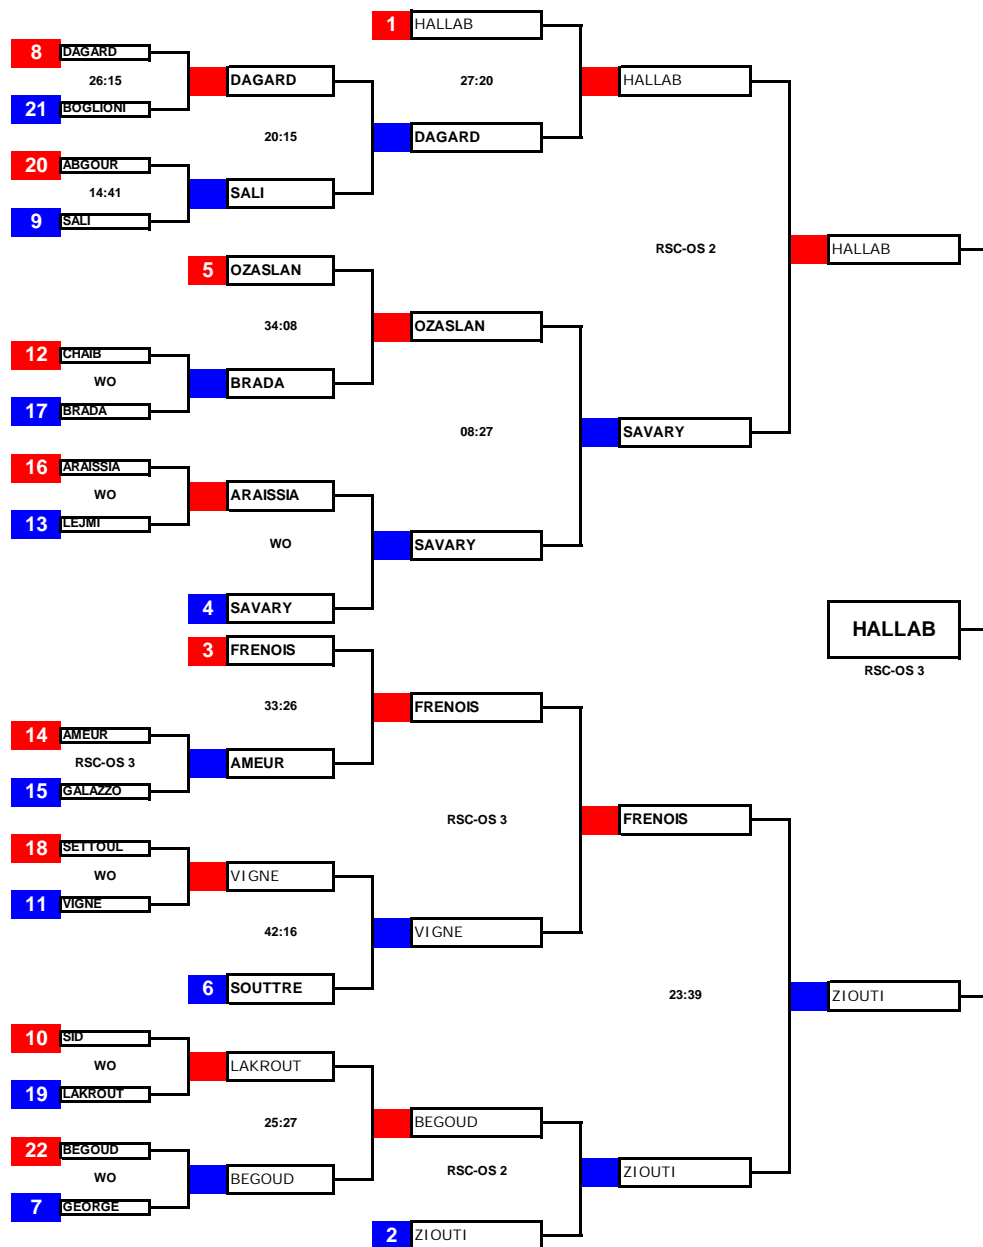 1 HALLAB
8 DAGARD
26:15
DAGARD
27:20
HALLAB
21 BOGLIONI
20:15
DAGARD
20 ABGOUR
14:41
SALI
9 SALI
RSC-OS 2
HALLAB
5 OZASLAN
34:08
OZASLAN
12 CHAIB
WO
BRADA
17 BRADA
08:27
SAVARY
16 ARAISSIA
WO
ARAISSIA
13 LEJMI
WO
SAVARY
4 SAVARY
HALLAB
RSC-OS 3
3 FRENOIS
33:26
FRENOIS
14 AMEUR
RSC-OS 3
AMEUR
15 GALAZZO
RSC-OS 3
FRENOIS
18 SETTOUL
WO
VIGNE
11 VIGNE
42:16
VIGNE
6 SOUTTRE
23:39
ZIOUTI
10 SID
WO
LAKROUT
19 LAKROUT
25:27
BEGOUD
22 BEGOUD
WO
BEGOUD
7 GEORGE
RSC-OS 2
ZIOUTI
2 ZIOUTI